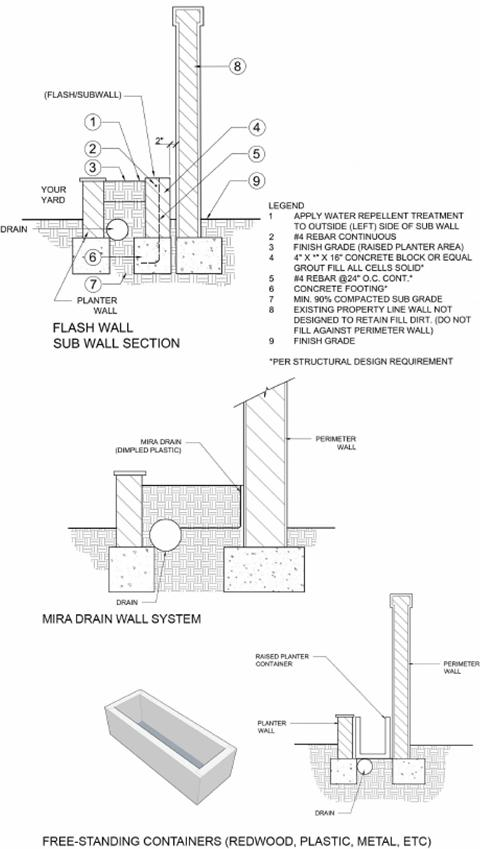 (FLASH/SUBWALL)
8
1
2"
2
4
3
5
YOUR
YARD
9
DRAIN
6
7
PLANTER
WALL
FLASH WALL
SUB WALL SECTION
LEGEND
1 APPLY WATER REPELLENT TREATMENT
TO OUTSIDE (LEFT) SIDE OF SUB WALL
2 #4 REBAR CONTINUOUS
3 FINISH GRADE (RAISED PLANTER AREA)
4 4" X *" X 16" CONCRETE BLOCK OR EQUAL
GROUT FILL ALL CELLS SOLID*
5 #4 REBAR @24" O.C. CONT.*
6 CONCRETE FOOTING*
7 MIN. 90% COMPACTED SUB GRADE
8 EXISTING PROPERTY LINE WALL NOT
DESIGNED TO RETAIN FILL DIRT. (DO NOT
FILL AGAINST PERIMETER WALL)
9 FINISH GRADE
*PER STRUCTURAL DESIGN REQUIREMENT
MIRA DRAIN
(DIMPLED PLASTIC)
PERIMETER
WALL
DRAIN
MIRA DRAIN WALL SYSTEM
RAISED PLANTER
CONTAINER
PERIMETER
WALL
PLANTER
WALL
DRAIN
FREE-STANDING CONTAINERS (REDWOOD, PLASTIC, METAL, ETC)